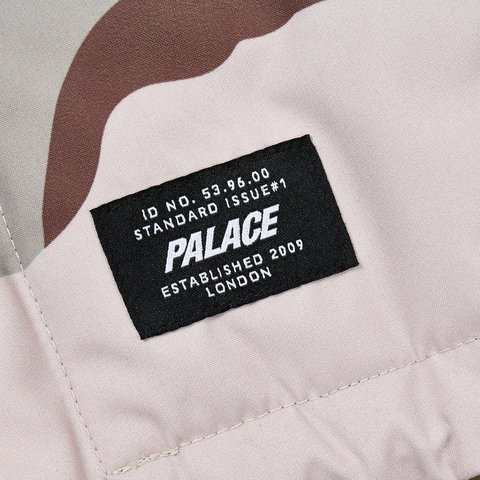 ID NO. 53.96.00
STANDARD ISSUE#1
PALACE
ESTABLISHED 2009
LONDON